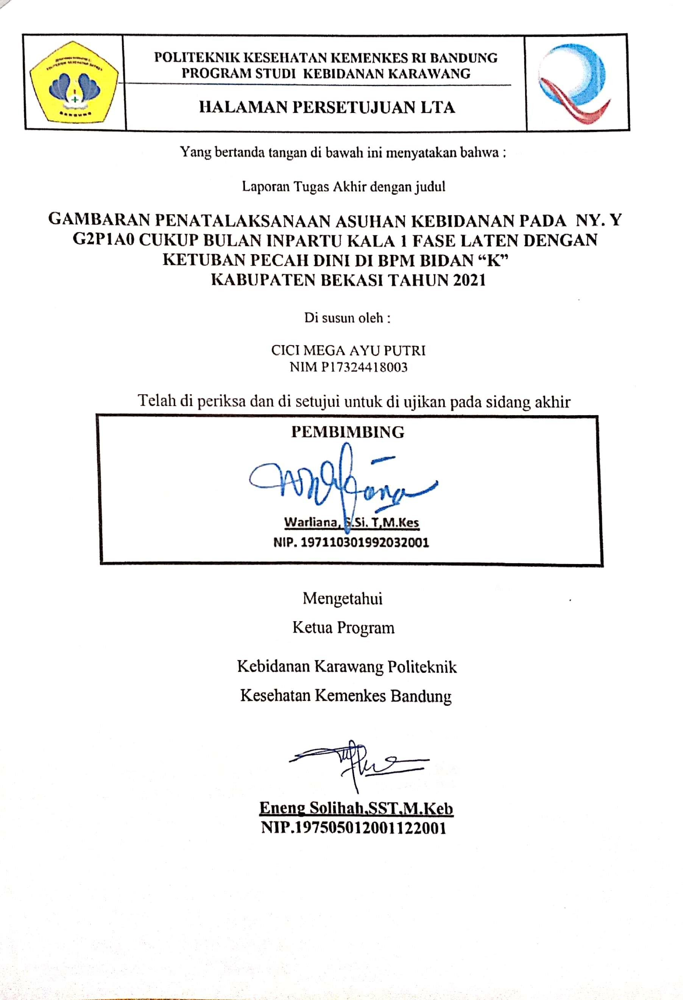 POLITEKNIK KESEHATAN KEMENKES RI BANDUNG
PROGRAM STUDI KEBIDANAN KARAWANG
HALAMAN PERSETUJUAN LTA
BANDUNG
Yang bertanda tangan di bawah ini menyatakan bahwa :
Laporan Tugas Akhir dengan judul
GAMBARAN PENATALAKSANAAN ASUHAN KEBIDANAN PADA NY. Y
G2P1A0 CUKUP BULAN INPARTU KALA 1 FASE LATEN DENGAN
KETUBAN PECAH DINI DI BPM BIDAN “K”
KABUPATEN BEKASI TAHUN 2021
Di susun oleh :
CICI MEGA AYU PUTRI
NIM P17324418003
Telah di periksa dan di setujui untuk di ujikan pada sidang akhir
PEMBIMBING
Warliana, S.Si. T,M.Kes
NIP. 197110301992032001
Mengetahui
Ketua Program
Kebidanan Karawang Politeknik
Kesehatan Kemenkes Bandung
Eneng Solihah,SST,M.Keb
NIP.197505012001122001